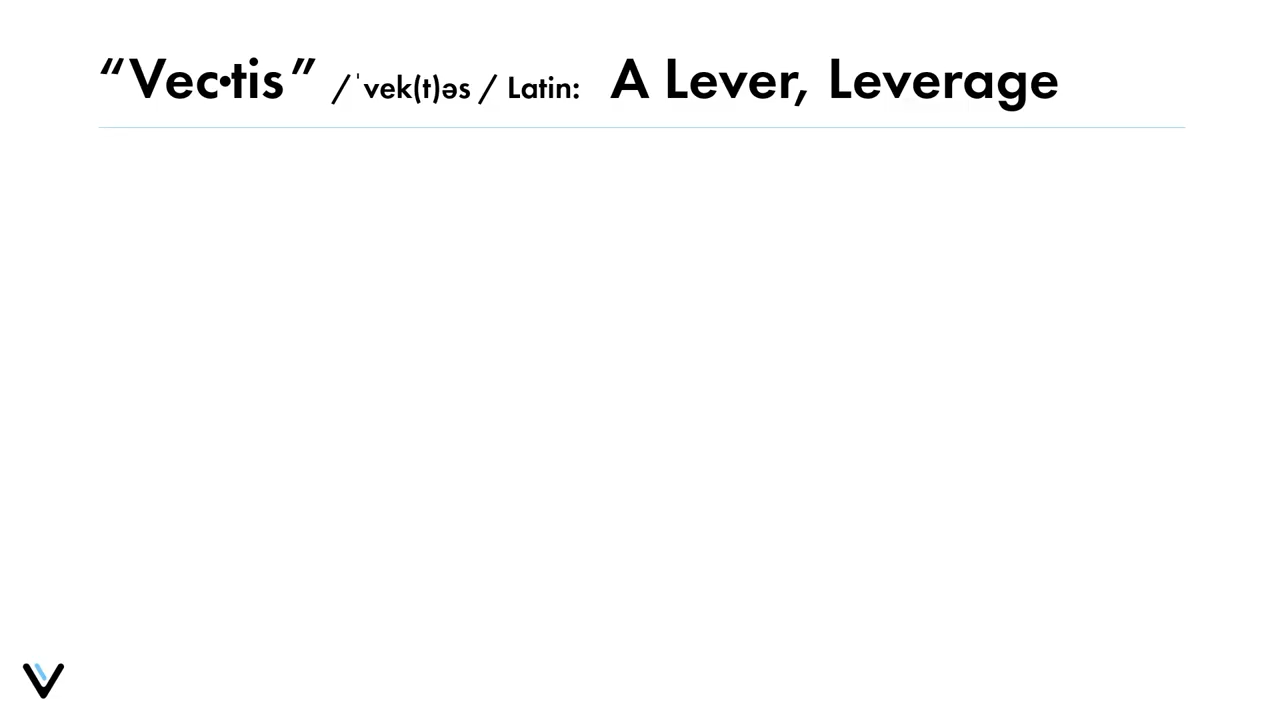 “Vec•tis” /ˈvek(t)əs / Latin: A Lever, Leverage